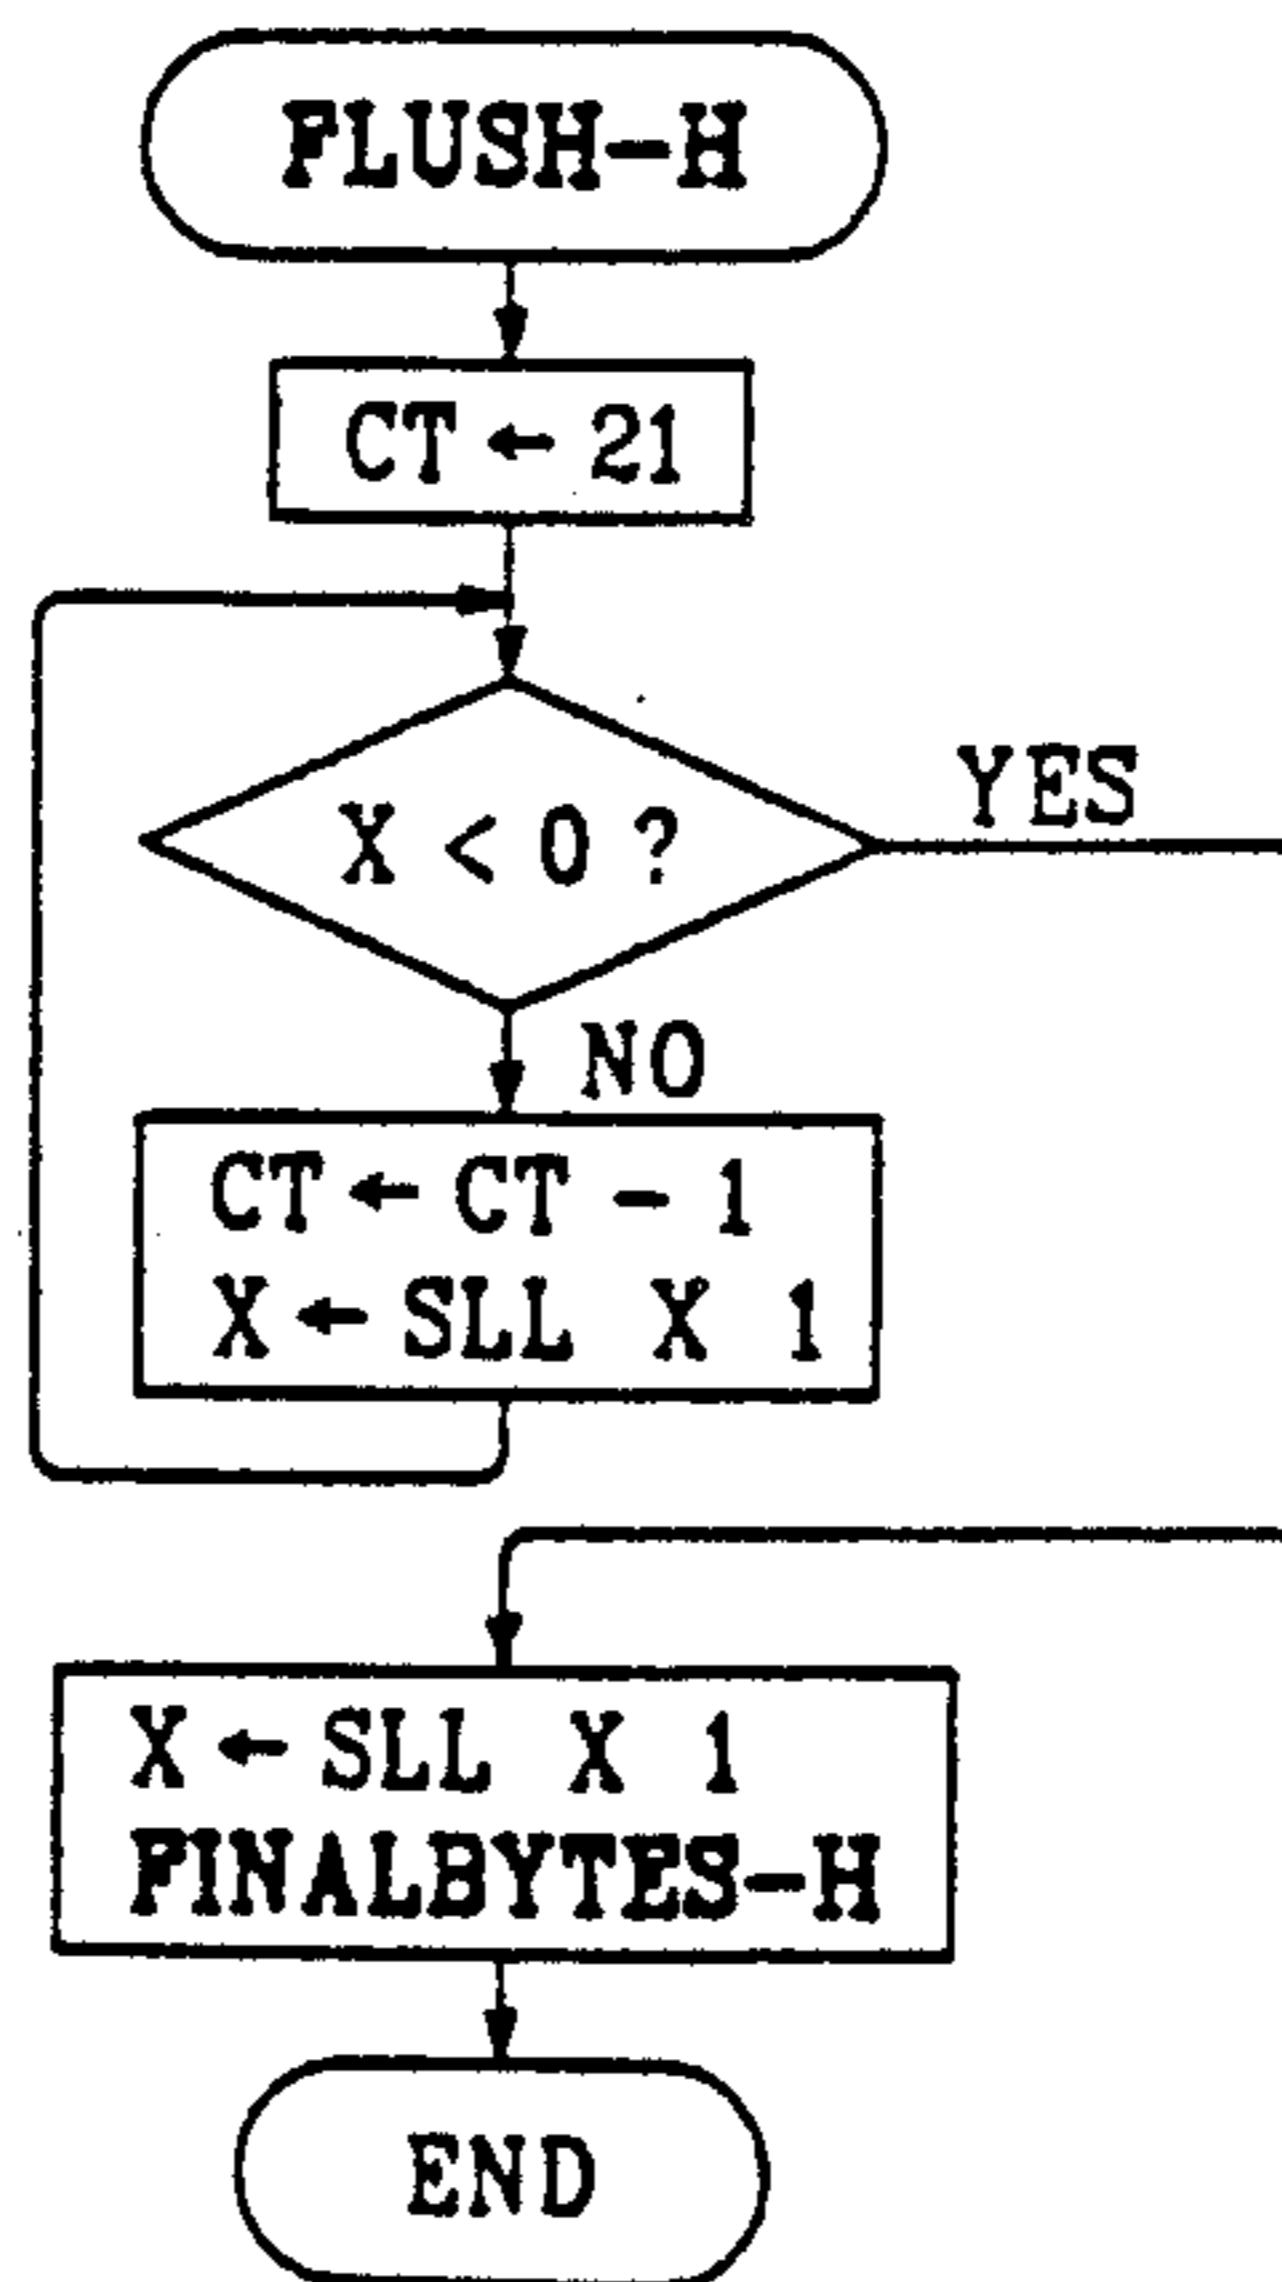 FLUSH-H
CT ← 21
X < 0 ?
YES
NO
CT ← CT - 1
X ← SLL X 1
X ← SLL X 1
FINALBYTES-H
END